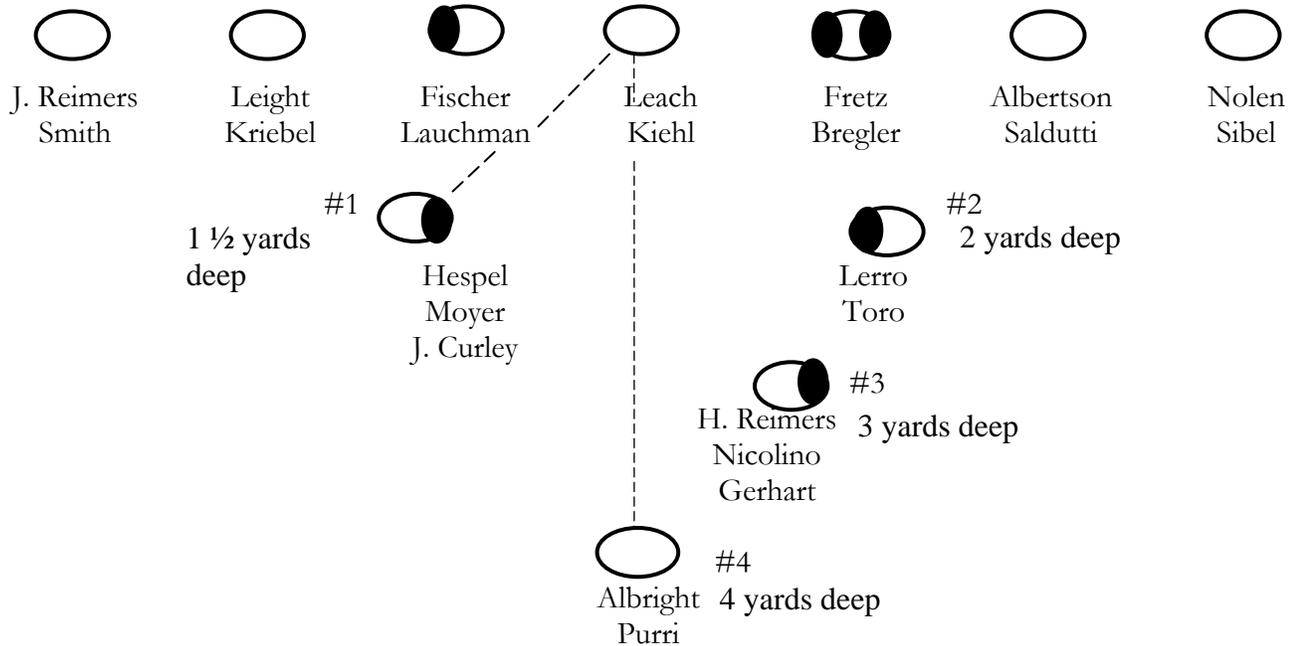 J. Reimers
Smith
Leight
Kriebel
Fischer
Lauchman
Leach
Kiehl
Fretz
Bregler
Albertson
Saldutti
Nolen
Sibel
#1
1 ½ yards
deep
Hespel
Moyer
J. Curley
#2
2 yards deep
Lerro
Toro
#3
3 yards deep
H. Reimers
Nicolino
Gerhart
#4
4 yards deep
Albright
Purri